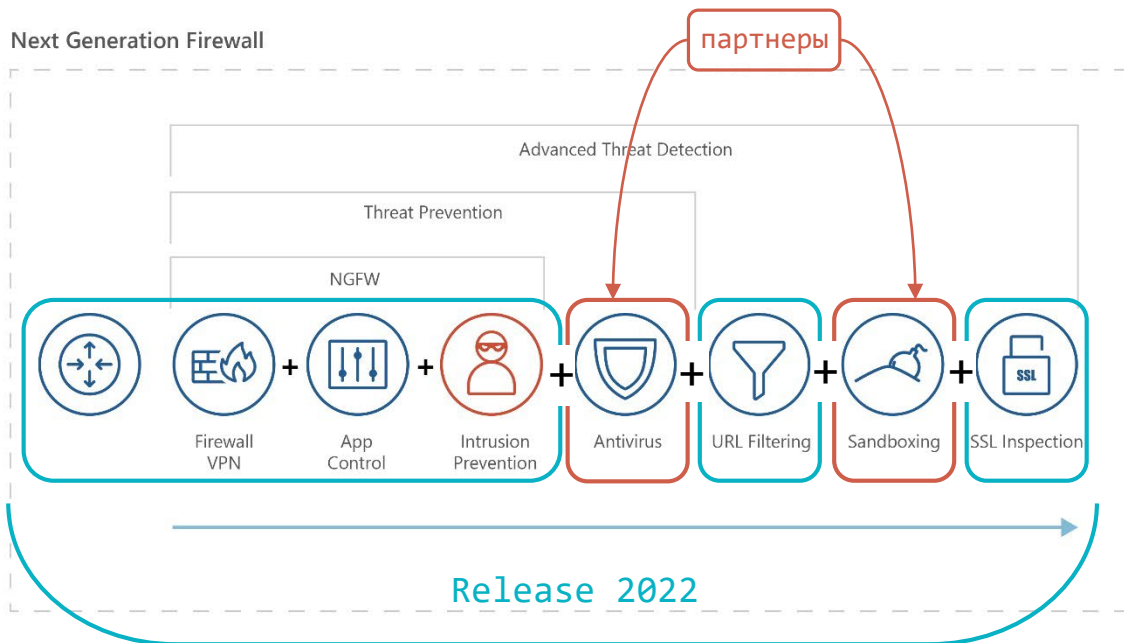 партнеры
Next Generation Firewall
Advanced Threat Detection
Threat Prevention
NGFW
SSL
Firewall
VPN
App
Control
Intrusion
Prevention
Antivirus
URL Filtering
Sandboxing
SSL Inspection
Release 2022